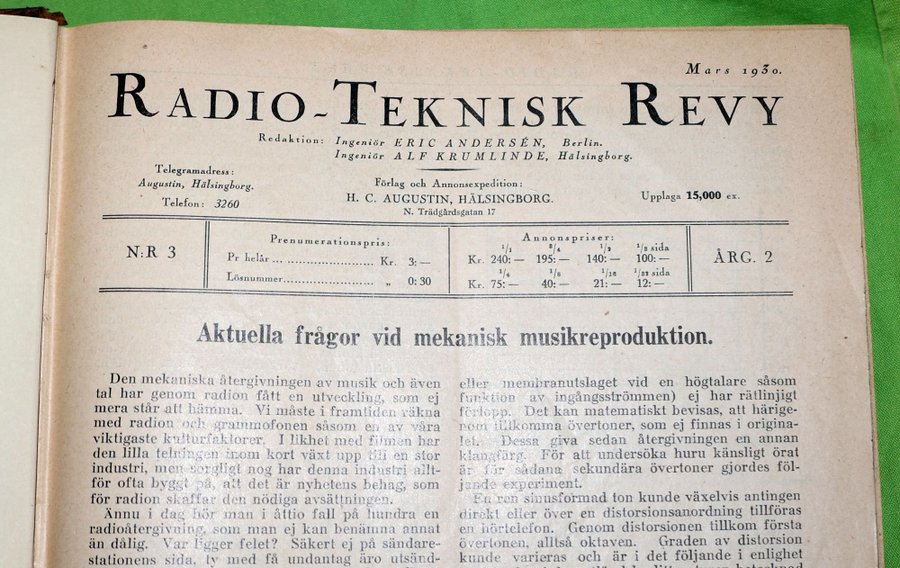 Mars 1930.
RADIO-TEKNISK REVY
Redaktion: Ingeniör ERIC ANDERSÉN, Berlin.
Ingeniör ALF KRUMLINDE, Hälsingborg.
Telegramadress:
Augustin, Hälsingborg.
Telefon: 3260
Förlag och Annonsexpedition:
H. C. AUGUSTIN, HÄLSINGBORG.
N. Trädgårdsgatan 17
Upplaga 15,000 ex.
N:R 3
Prenumerationspris:
Pr helår ........................ Kr. 3:—
Lösnummer........................ „ 0:30
Annonspriser:
1/1 3/4 1/2 1/3 sida
Kr. 240:— 195:— 140:— 100:—
1/4 1/8 1/16 1/32 sida
Kr. 75:— 40:— 21:— 12:—
ÅRG. 2
Aktuella frågor vid mekanisk musikreproduktion.
Den mekaniska återgivningen av musik och även
tal har genom radion fått en utveckling, som ej
mera står att hämma. Vi måste i framtiden räkna
med radion och grammofonen såsom en av våra
viktigaste kulturfaktorer. I likhet med filmen har
den lilla telningen inom kort växt upp till en stor
industri, men sorgligt nog har denna industri allt-
för ofta byggt på, att det är nyhetens behag, som
för radion skaffar den nödiga avsättningen.
Ännu i dag hör man i åttio fall på hundra en
radioåtergivning, som man ej kan benämna annat
än dålig. Var ligger felet? Säkert ej på sändare-
stationens sida, ty med få undantag äro utsänd-
eller membranutslaget vid en högtalare såsom
funktion av ingångsströmmen) ej har rätlinjigt
förlopp. Det kan matematiskt bevisas, att härige-
nom tillkomma övertoner, som ej finnas i origina-
let. Dessa giva sedan återgivningen en annan
klangfärg. För att undersöka huru känsligt örat
är för sådana sekundära övertoner gjordes föl-
jande experiment.
En ren sinusformad ton kunde växelvis antingen
direkt eller över en distorsionsanordning tillföras
en hörtelefon. Genom distorsionen tillkom första
övertonen, alltså oktaven. Graden av distorsion
kunde varieras och är i det följande i enlighet